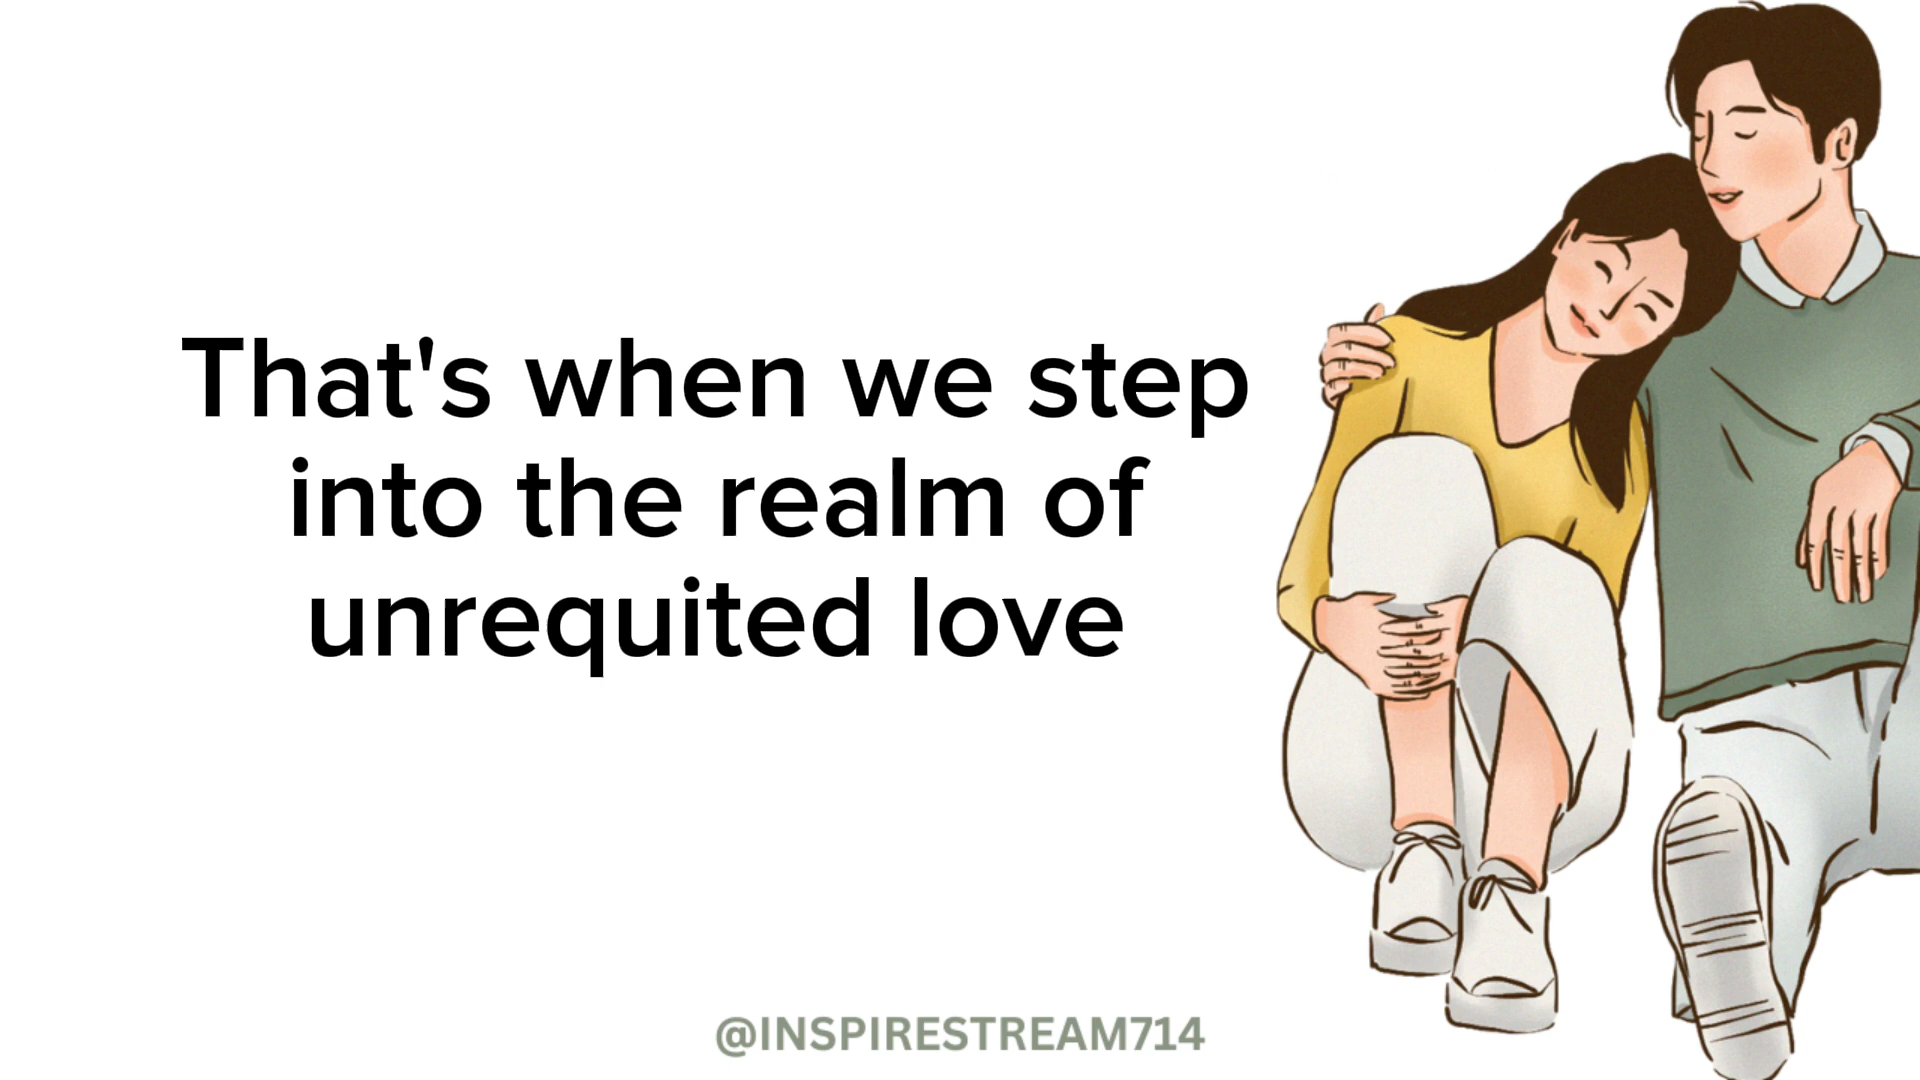 That's when we step
into the realm of
unrequited love
@INSPIRESTREAM714